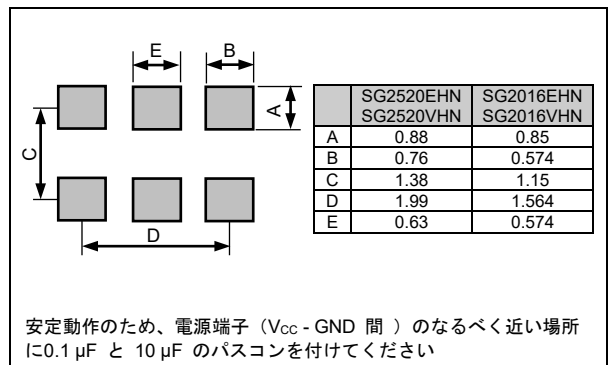 E
B
A
C
D
SG2520EHN SG2016EHN
SG2520VHN SG2016VHN
A 0.88 0.85
B 0.76 0.574
C 1.38 1.15
D 1.99 1.564
E 0.63 0.574
安定動作のため、電源端子（Vcc - GND 間 ）のなるべく近い場所
に0.1 µF と 10 µF のパスコンを付けてください